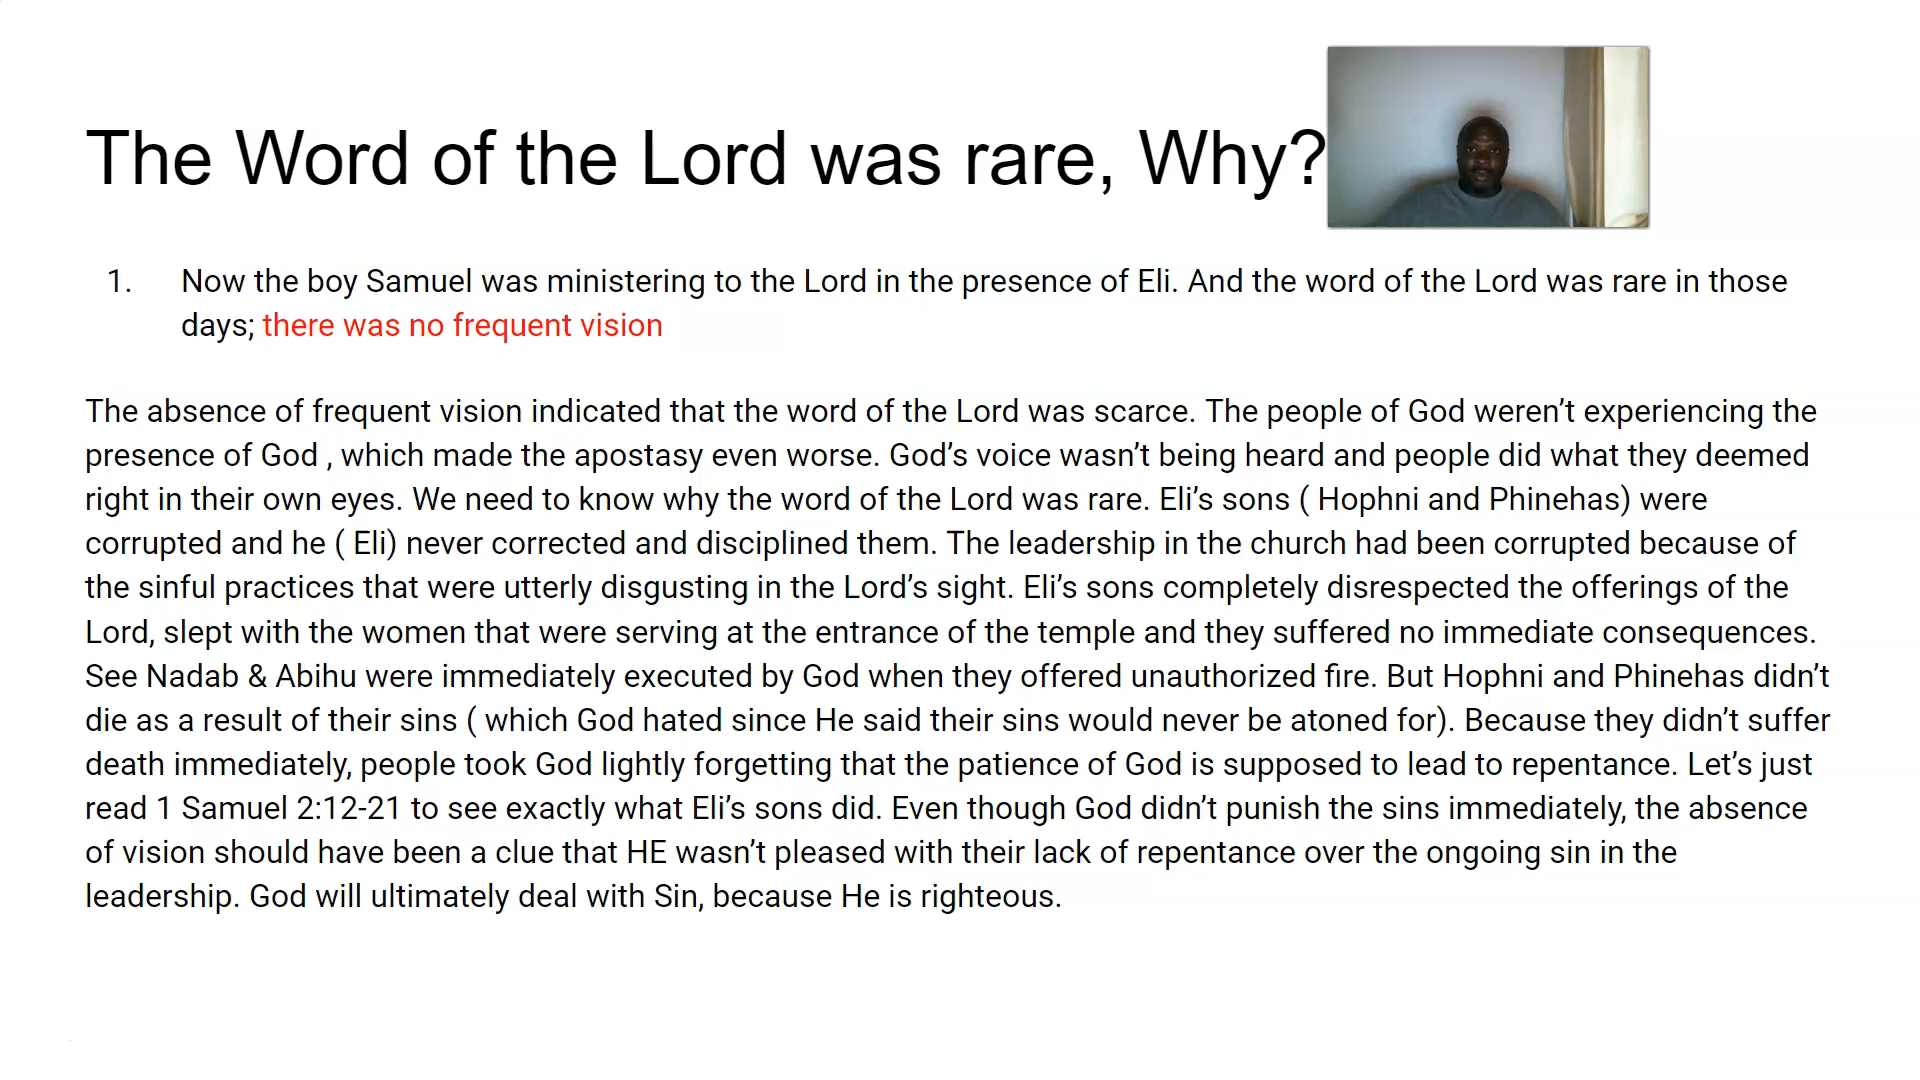 The Word of the Lord was rare, Why?
1. Now the boy Samuel was ministering to the Lord in the presence of Eli. And the word of the Lord was rare in those
days; there was no frequent vision
The absence of frequent vision indicated that the word of the Lord was scarce. The people of God weren’t experiencing the
presence of God , which made the apostasy even worse. God’s voice wasn’t being heard and people did what they deemed
right in their own eyes. We need to know why the word of the Lord was rare. Eli’s sons ( Hophni and Phinehas) were
corrupted and he ( Eli) never corrected and disciplined them. The leadership in the church had been corrupted because of
the sinful practices that were utterly disgusting in the Lord’s sight. Eli’s sons completely disrespected the offerings of the
Lord, slept with the women that were serving at the entrance of the temple and they suffered no immediate consequences.
See Nadab & Abihu were immediately executed by God when they offered unauthorized fire. But Hophni and Phinehas didn’t
die as a result of their sins ( which God hated since He said their sins would never be atoned for). Because they didn’t suffer
death immediately, people took God lightly forgetting that the patience of God is supposed to lead to repentance. Let’s just
read 1 Samuel 2:12-21 to see exactly what Eli’s sons did. Even though God didn’t punish the sins immediately, the absence
of vision should have been a clue that HE wasn’t pleased with their lack of repentance over the ongoing sin in the
leadership. God will ultimately deal with Sin, because He is righteous.